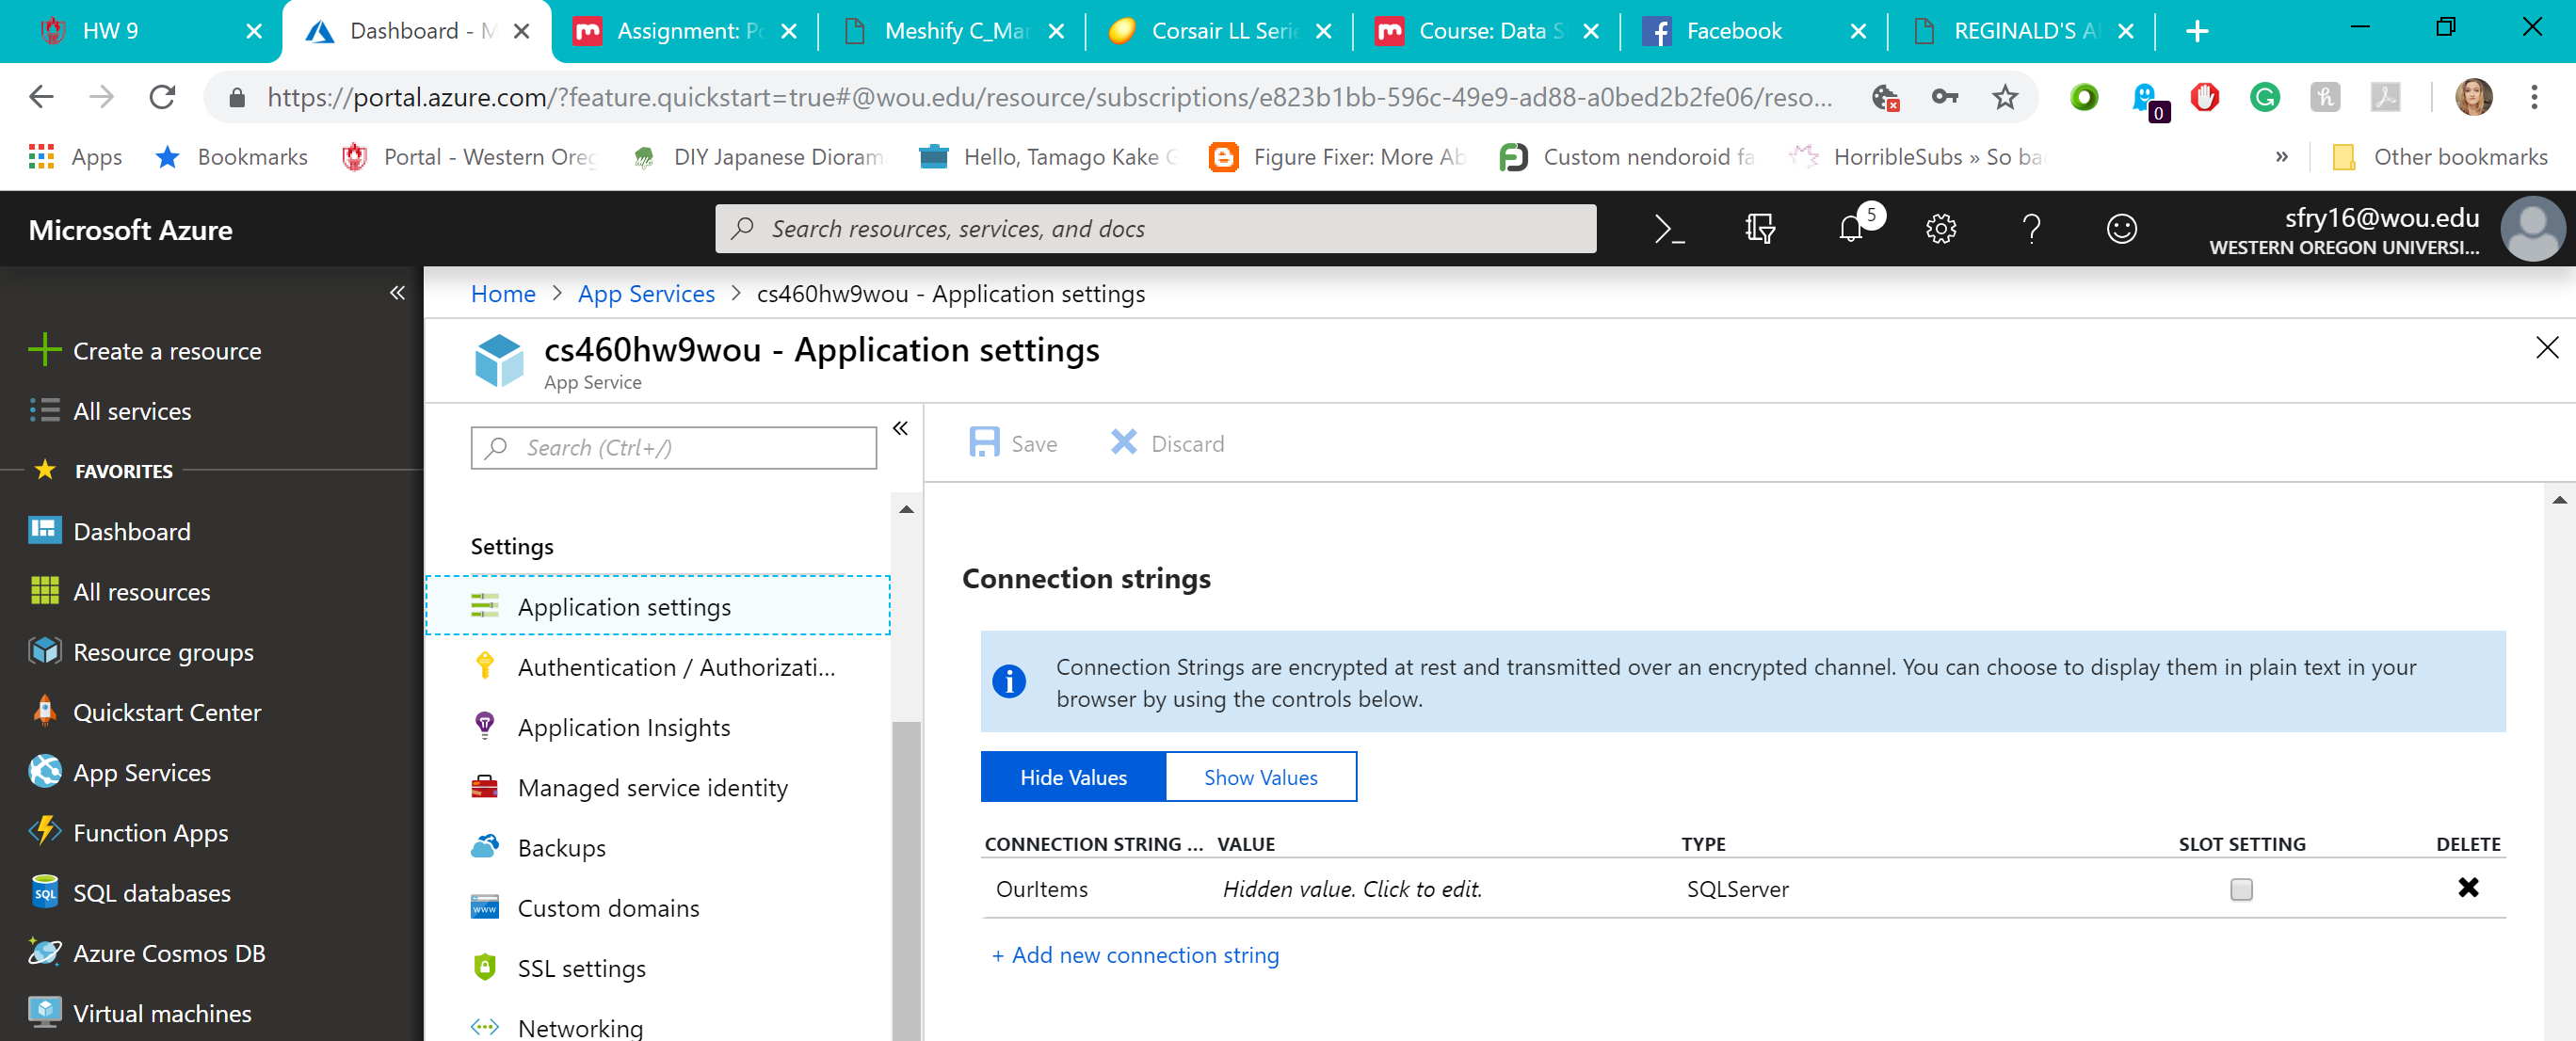 HW 9
Dashboard - M
Assignment: Po
Meshify C_Mar
Corsair LL Serie
Course: Data S
Facebook
REGINALD'S A
https://portal.azure.com/?feature.quickstart=true#@wou.edu/resource/subscriptions/e823b1bb-596c-49e9-ad88-a0bed2b2fe06/reso...
0
Apps
Bookmarks
Portal - Western Oreg
DIY Japanese Dioram
Hello, Tamago Kake G
Figure Fixer: More Ab
Custom nendoroid fa
HorribleSubs » So ba
»
Other bookmarks
Microsoft Azure
Search resources, services, and docs
5
sfry16@wou.edu
WESTERN OREGON UNIVERSI...
Home > App Services > cs460hw9wou - Application settings
cs460hw9wou - Application settings
App Service
Create a resource
All services
FAVORITES
Dashboard
All resources
Resource groups
Quickstart Center
App Services
Function Apps
SQL
SQL databases
Azure Cosmos DB
Virtual machines
Search (Ctrl+/)
Settings
Application settings
Authentication / Authorizati...
Application Insights
Managed service identity
Backups
www
Custom domains
SSL settings
Networking
Save
Discard
Connection strings
Connection Strings are encrypted at rest and transmitted over an encrypted channel. You can choose to display them in plain text in your
browser by using the controls below.
Hide Values
Show Values
CONNECTION STRING ... VALUE TYPE SLOT SETTING DELETE
OurItems Hidden value. Click to edit. SQLServer
+ Add new connection string